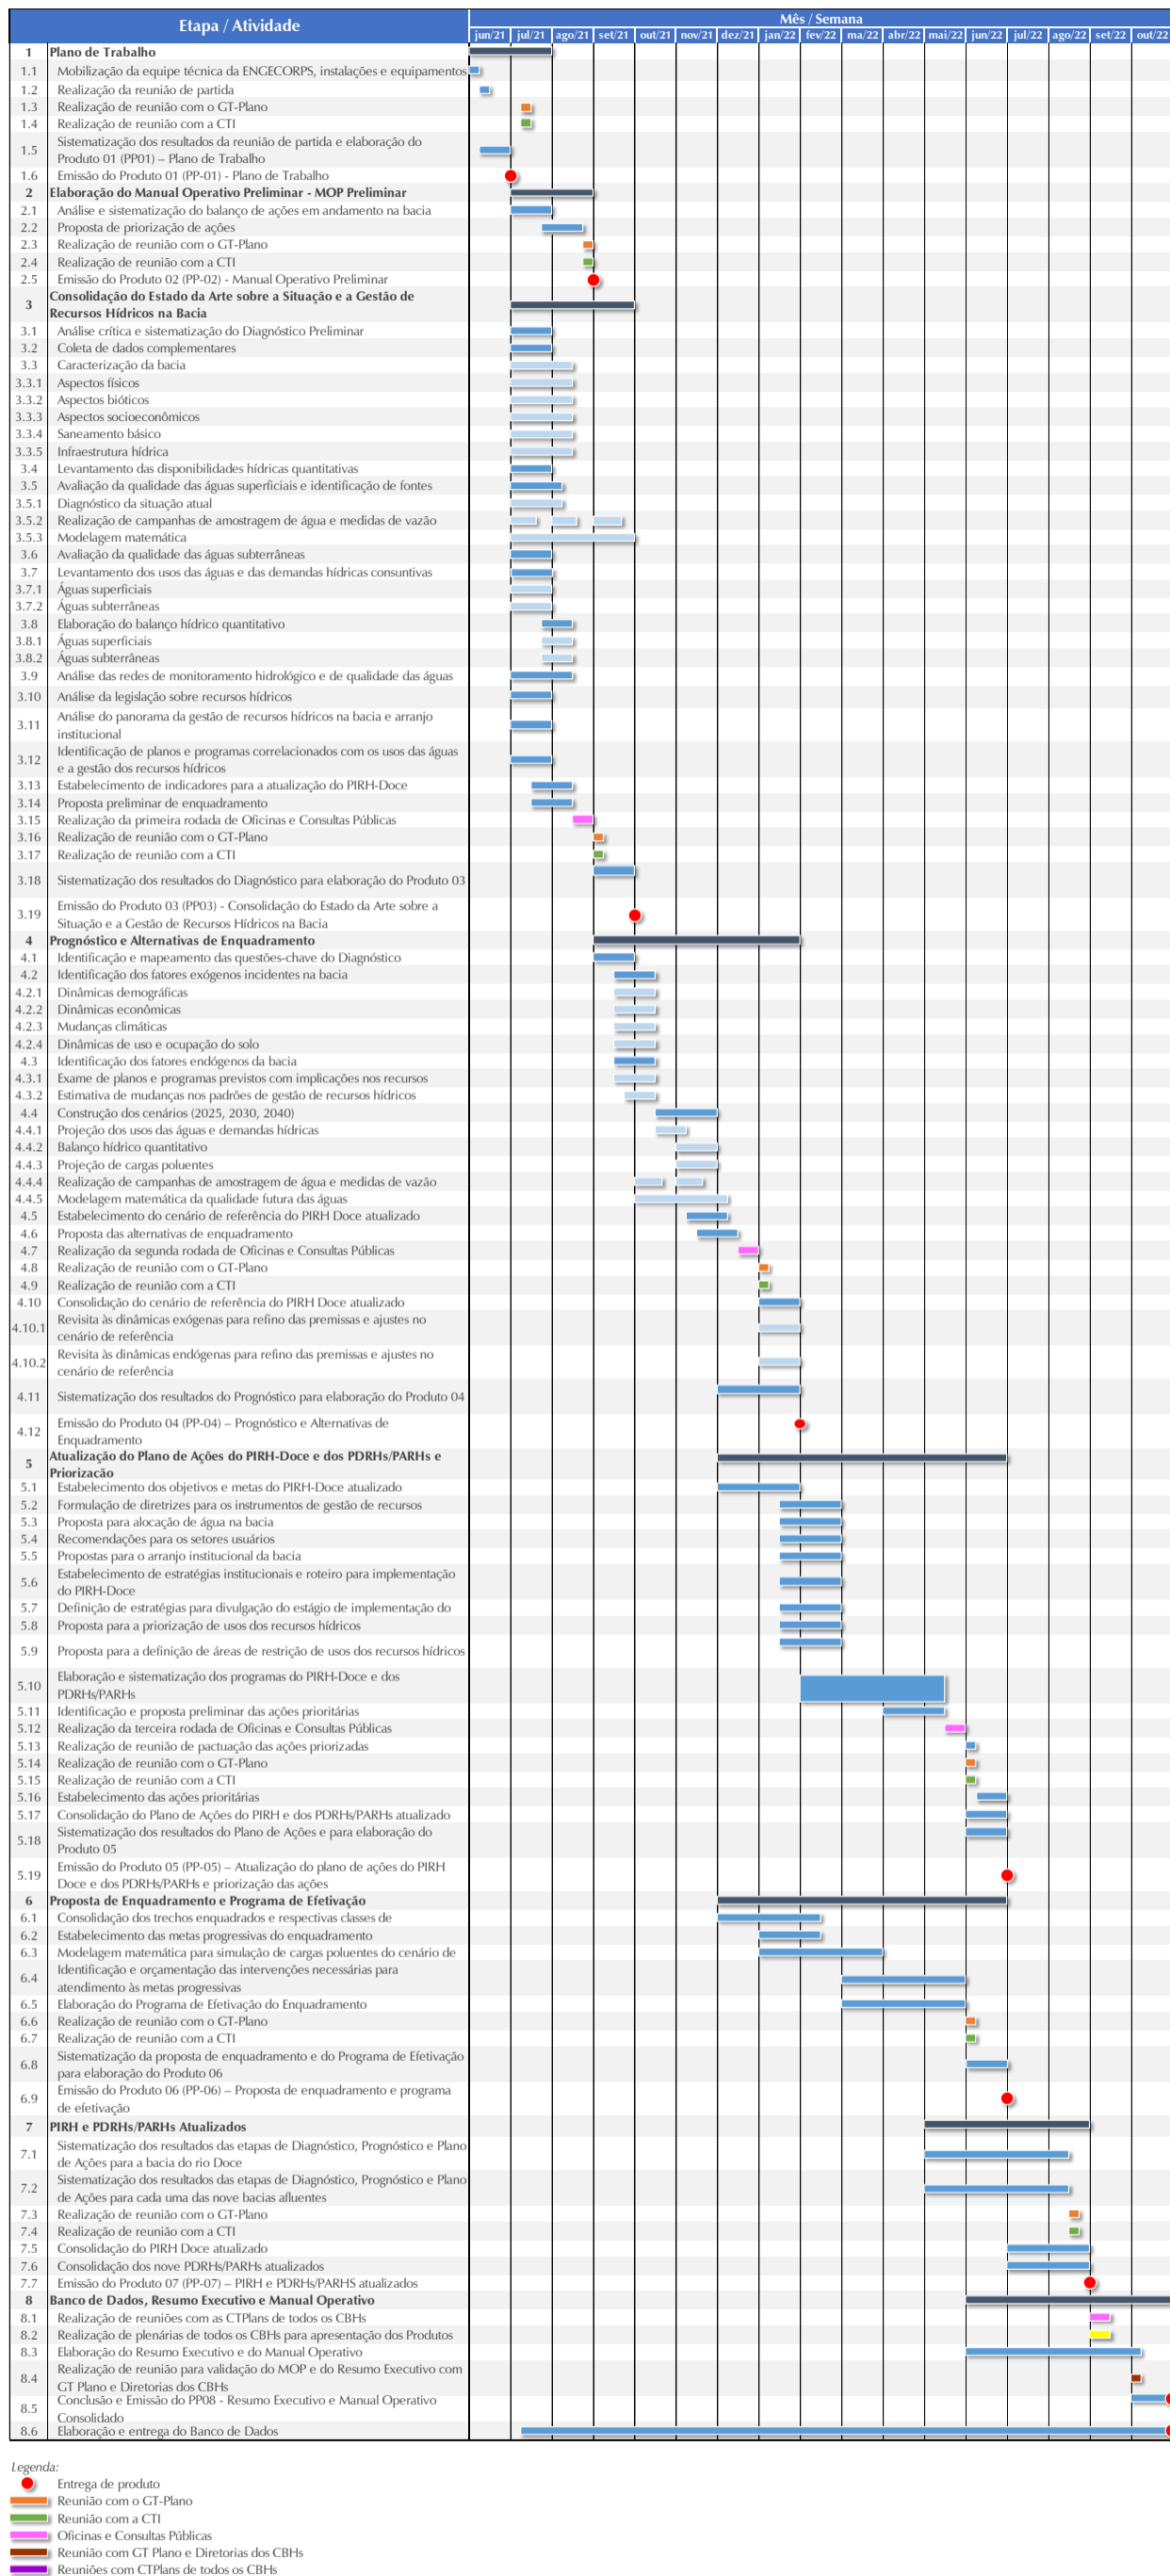 Etapa / Atividade
Mês / Semana
jun/21 jul/21 ago/21 set/21 out/21 nov/21 dez/21 jan/22 fev/22 ma/22 abr/22 mai/22 jun/22 jul/22 ago/22 set/22 out/22
1 Plano de Trabalho
1.1 Mobilização da equipe técnica da ENGECORPS, instalações e equipamentos
1.2 Realização da reunião de partida
1.3 Realização de reunião com o GT-Plano
1.4 Realização de reunião com a CTI
1.5 Sistematização dos resultados da reunião de partida e elaboração do
Produto 01 (PP01) – Plano de Trabalho
1.6 Emissão do Produto 01 (PP-01) - Plano de Trabalho
2 Elaboração do Manual Operativo Preliminar - MOP Preliminar
2.1 Análise e sistematização do balanço de ações em andamento na bacia
2.2 Proposta de priorização de ações
2.3 Realização de reunião com o GT-Plano
2.4 Realização de reunião com a CTI
2.5 Emissão do Produto 02 (PP-02) - Manual Operativo Preliminar
3 Consolidação do Estado da Arte sobre a Situação e a Gestão de
Recursos Hídricos na Bacia
3.1 Análise crítica e sistematização do Diagnóstico Preliminar
3.2 Coleta de dados complementares
3.3 Caracterização da bacia
3.3.1 Aspectos físicos
3.3.2 Aspectos bióticos
3.3.3 Aspectos socioeconômicos
3.3.4 Saneamento básico
3.3.5 Infraestrutura hídrica
3.4 Levantamento das disponibilidades hídricas quantitativas
3.5 Avaliação da qualidade das águas superficiais e identificação de fontes
3.5.1 Diagnóstico da situação atual
3.5.2 Realização de campanhas de amostragem de água e medidas de vazão
3.5.3 Modelagem matemática
3.6 Avaliação da qualidade das águas subterrâneas
3.7 Levantamento dos usos das águas e das demandas hídricas consuntivas
3.7.1 Águas superficiais
3.7.2 Águas subterrâneas
3.8 Elaboração do balanço hídrico quantitativo
3.8.1 Águas superficiais
3.8.2 Águas subterrâneas
3.9 Análise das redes de monitoramento hidrológico e de qualidade das águas
3.10 Análise da legislação sobre recursos hídricos
3.11 Análise do panorama da gestão de recursos hídricos na bacia e arranjo
institucional
3.12 Identificação de planos e programas correlacionados com os usos das águas
e a gestão dos recursos hídricos
3.13 Estabelecimento de indicadores para a atualização do PIRH-Doce
3.14 Proposta preliminar de enquadramento
3.15 Realização da primeira rodada de Oficinas e Consultas Públicas
3.16 Realização de reunião com o GT-Plano
3.17 Realização de reunião com a CTI
3.18 Sistematização dos resultados do Diagnóstico para elaboração do Produto 03
3.19 Emissão do Produto 03 (PP03) - Consolidação do Estado da Arte sobre a
Situação e a Gestão de Recursos Hídricos na Bacia
4 Prognóstico e Alternativas de Enquadramento
4.1 Identificação e mapeamento das questões-chave do Diagnóstico
4.2 Identificação dos fatores exógenos incidentes na bacia
4.2.1 Dinâmicas demográficas
4.2.2 Dinâmicas econômicas
4.2.3 Mudanças climáticas
4.2.4 Dinâmicas de uso e ocupação do solo
4.3 Identificação dos fatores endógenos da bacia
4.3.1 Exame de planos e programas previstos com implicações nos recursos
4.3.2 Estimativa de mudanças nos padrões de gestão de recursos hídricos
4.4 Construção dos cenários (2025, 2030, 2040)
4.4.1 Projeção dos usos das águas e demandas hídricas
4.4.2 Balanço hídrico quantitativo
4.4.3 Projeção de cargas poluentes
4.4.4 Realização de campanhas de amostragem de água e medidas de vazão
4.4.5 Modelagem matemática da qualidade futura das águas
4.5 Estabelecimento do cenário de referência do PIRH Doce atualizado
4.6 Proposta das alternativas de enquadramento
4.7 Realização da segunda rodada de Oficinas e Consultas Públicas
4.8 Realização de reunião com o GT-Plano
4.9 Realização de reunião com a CTI
4.10 Consolidação do cenário de referência do PIRH Doce atualizado
4.10.1 Revisita às dinâmicas exógenas para refino das premissas e ajustes no
cenário de referência
4.10.2 Revisita às dinâmicas endógenas para refino das premissas e ajustes no
cenário de referência
4.11 Sistematização dos resultados do Prognóstico para elaboração do Produto 04
4.12 Emissão do Produto 04 (PP-04) – Prognóstico e Alternativas de
Enquadramento
5 Atualização do Plano de Ações do PIRH-Doce e dos PDRHs/PARHs e
Priorização
5.1 Estabelecimento dos objetivos e metas do PIRH-Doce atualizado
5.2 Formulação de diretrizes para os instrumentos de gestão de recursos
5.3 Proposta para alocação de água na bacia
5.4 Recomendações para os setores usuários
5.5 Propostas para o arranjo institucional da bacia
5.6 Estabelecimento de estratégias institucionais e roteiro para implementação
do PIRH-Doce
5.7 Definição de estratégias para divulgação do estágio de implementação do
5.8 Proposta para a priorização de usos dos recursos hídricos
5.9 Proposta para a definição de áreas de restrição de usos dos recursos hídricos
5.10 Elaboração e sistematização dos programas do PIRH-Doce e dos
PDRHs/PARHs
5.11 Identificação e proposta preliminar das ações prioritárias
5.12 Realização da terceira rodada de Oficinas e Consultas Públicas
5.13 Realização de reunião de pactuação das ações priorizadas
5.14 Realização de reunião com o GT-Plano
5.15 Realização de reunião com a CTI
5.16 Estabelecimento das ações prioritárias
5.17 Consolidação do Plano de Ações do PIRH e dos PDRHs/PARHs atualizado
5.18 Sistematização dos resultados do Plano de Ações e para elaboração do
Produto 05
5.19 Emissão do Produto 05 (PP-05) – Atualização do plano de ações do PIRH
Doce e dos PDRHs/PARHs e priorização das ações
6 Proposta de Enquadramento e Programa de Efetivação
6.1 Consolidação dos trechos enquadrados e respectivas classes de
6.2 Estabelecimento das metas progressivas do enquadramento
6.3 Modelagem matemática para simulação de cargas poluentes do cenário de
6.4 Identificação e orçamentação das intervenções necessárias para
atendimento às metas progressivas
6.5 Elaboração do Programa de Efetivação do Enquadramento
6.6 Realização de reunião com o GT-Plano
6.7 Realização de reunião com a CTI
6.8 Sistematização da proposta de enquadramento e do Programa de Efetivação
para elaboração do Produto 06
6.9 Emissão do Produto 06 (PP-06) – Proposta de enquadramento e programa
de efetivação
7 PIRH e PDRHs/PARHs Atualizados
7.1 Sistematização dos resultados das etapas de Diagnóstico, Prognóstico e Plano
de Ações para a bacia do rio Doce
7.2 Sistematização dos resultados das etapas de Diagnóstico, Prognóstico e Plano
de Ações para cada uma das nove bacias afluentes
7.3 Realização de reunião com o GT-Plano
7.4 Realização de reunião com a CTI
7.5 Consolidação do PIRH Doce atualizado
7.6 Consolidação dos nove PDRHs/PARHs atualizados
7.7 Emissão do Produto 07 (PP-07) – PIRH e PDRHs/PARHS atualizados
8 Banco de Dados, Resumo Executivo e Manual Operativo
8.1 Realização de reuniões com as CTPlans de todos os CBHs
8.2 Realização de plenárias de todos os CBHs para apresentação dos Produtos
8.3 Elaboração do Resumo Executivo e do Manual Operativo
8.4 Realização de reunião para validação do MOP e do Resumo Executivo com
GT Plano e Diretorias dos CBHs
8.5 Conclusão e Emissão do PP08 - Resumo Executivo e Manual Operativo
Consolidado
8.6 Elaboração e entrega do Banco de Dados
Legenda:
Entrega de produto
Reunião com o GT-Plano
Reunião com a CTI
Oficinas e Consultas Públicas
Reunião com GT Plano e Diretorias dos CBHs
Reuniões com CTPlans de todos os CBHs